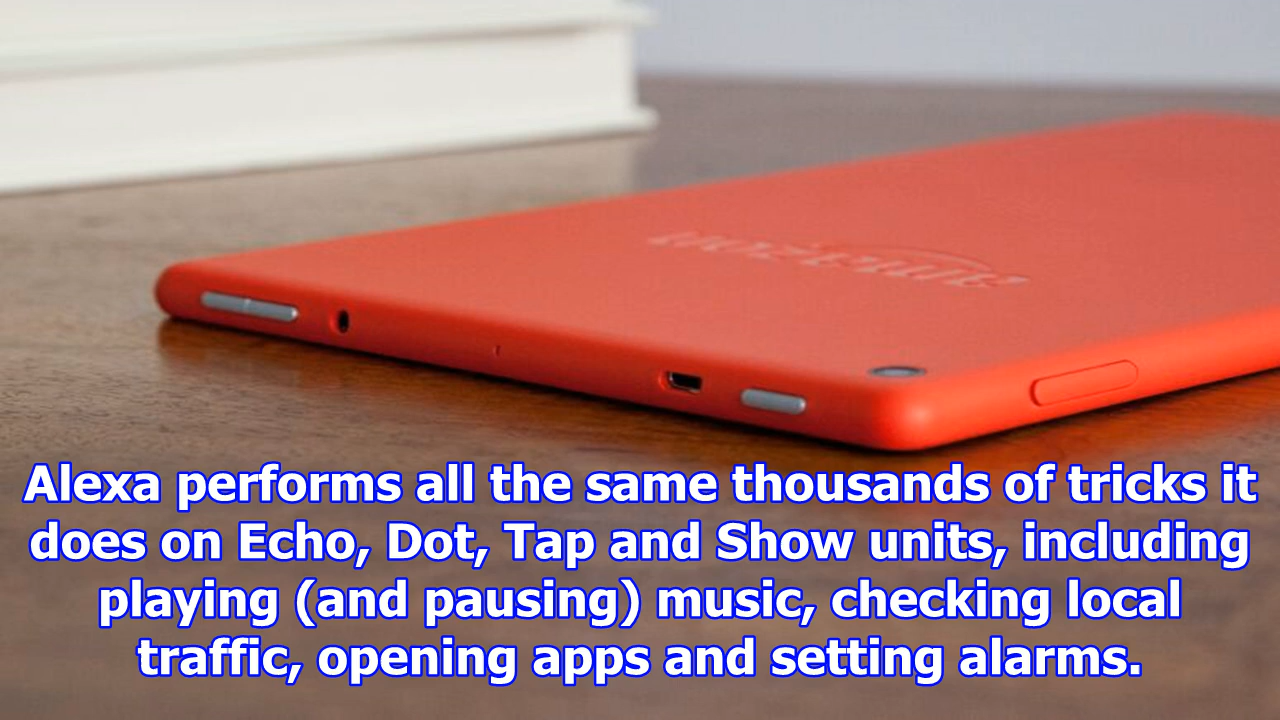 amazon
Alexa performs all the same thousands of tricks it
does on Echo, Dot, Tap and Show units, including
playing (and pausing) music, checking local
traffic, opening apps and setting alarms.